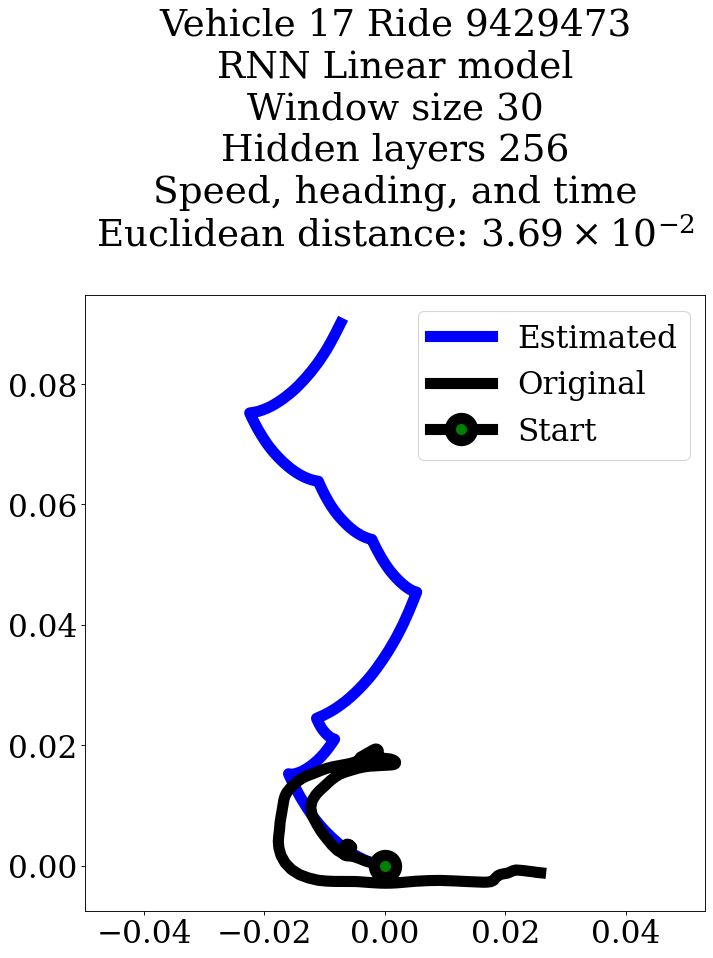 Vehicle 17 Ride 9429473
RNN Linear model
Window size 30
Hidden layers 256
Speed, heading, and time
Euclidean distance: 3.69 × 10⁻²
Estimated
Original
Start
0.08
0.06
0.04
0.02
0.00
−0.04 −0.02 0.00 0.02 0.04